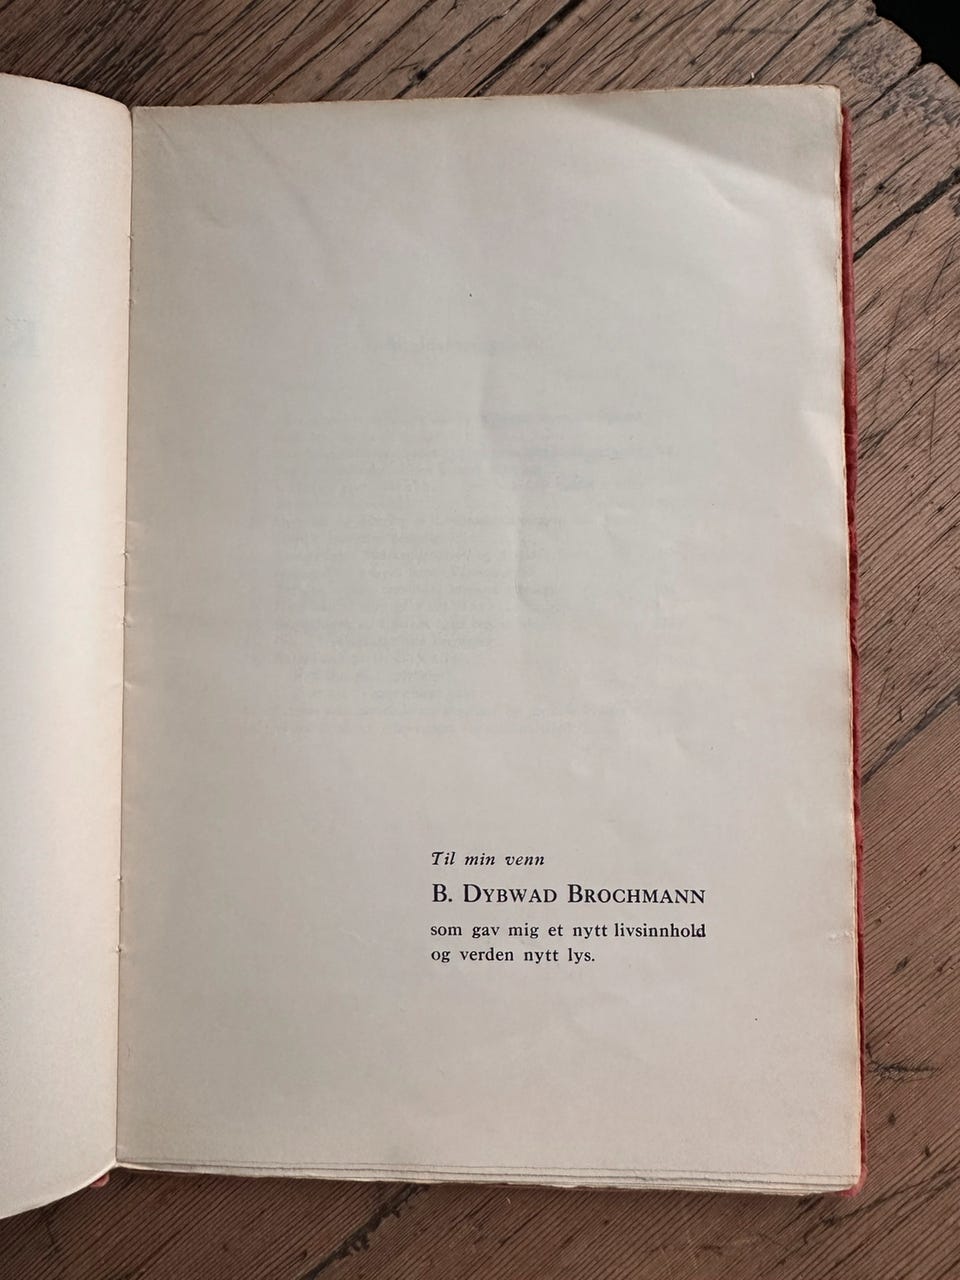 Til min venn
B. DYBWAD BROCHMANN
som gav mig et nytt livsinnhold
og verden nytt lys.